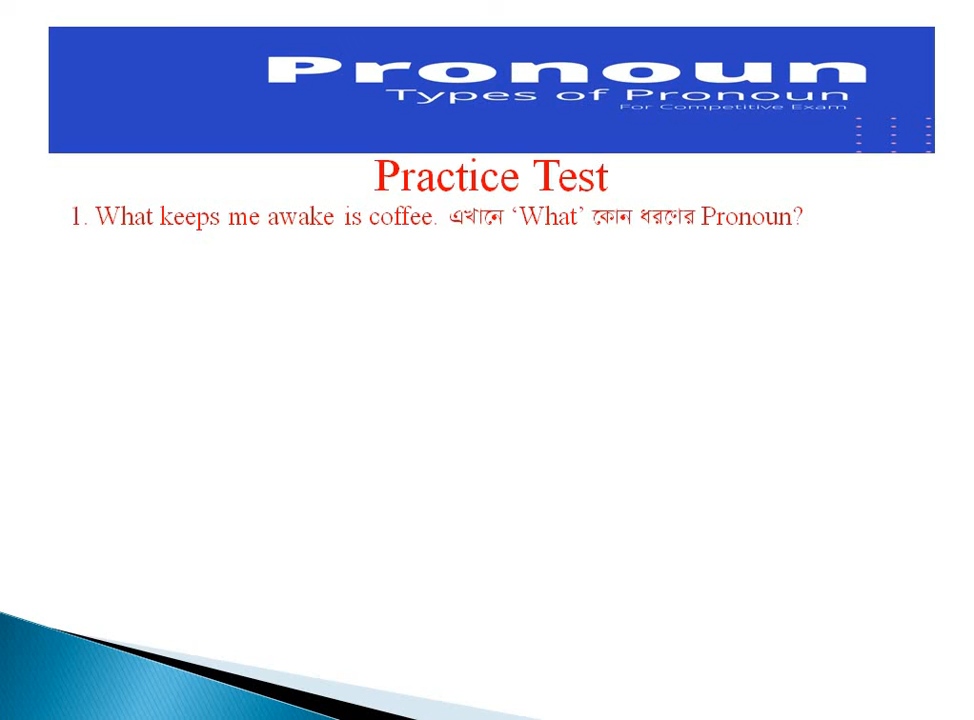 Pronoun
Types of Pronoun
For Competitive Exam
Practice Test
1. What keeps me awake is coffee. এখানে ‘What’ কোন ধরণের Pronoun?